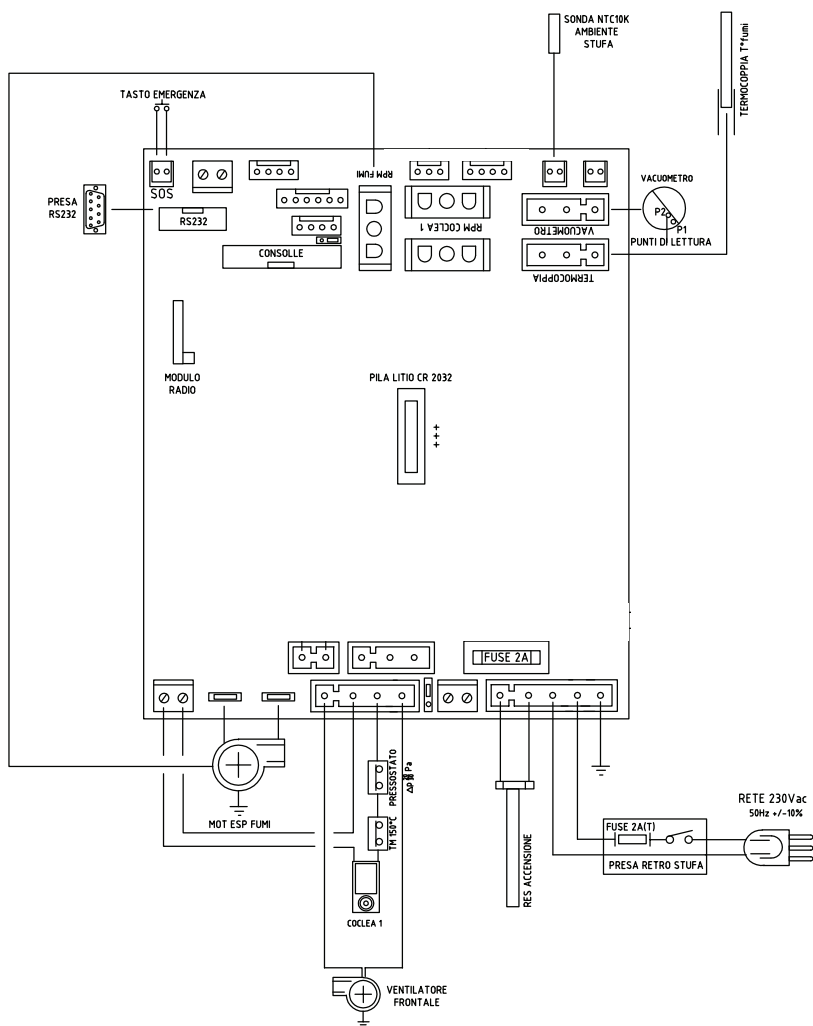 SONDA NTC10K
AMBIENTE
STUFA
TERMOCOPPIA T°fumi
TASTO EMERGENZA
SOS
RPM FUMI
PRESA
RS232
RS232
CONSOLLE
RPM COCLEA 1
VACUOMETRO
VACUOMETRO
P2
P1
PUNTI DI LETTURA
TERMOCOPPIA
MODULO
RADIO
PILA LITIO CR 2032
+++
FUSE 2A
PRESSOSTATO
TM 150°C
MOT ESP FUMI
COCLEA 1
RES ACCENSIONE
RETE 230Vac
50Hz +/-10%
FUSE 2A(T)
PRESA RETRO STUFA
VENTILATORE
FRONTALE